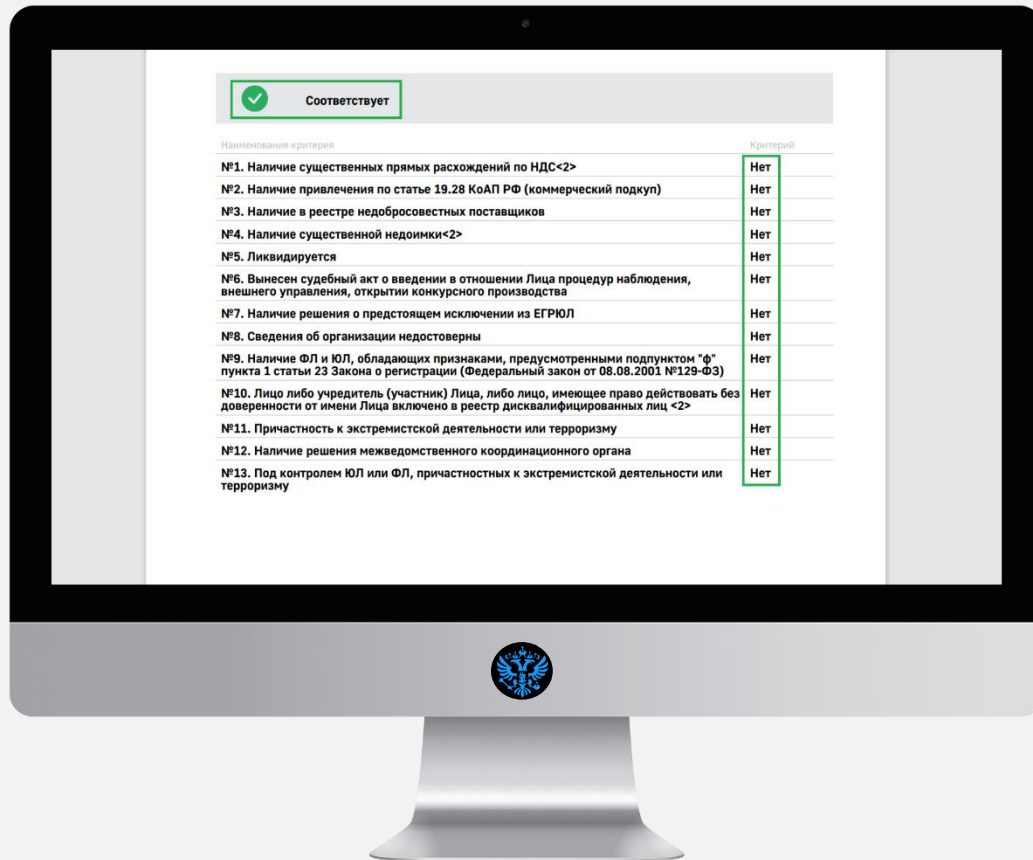 Соответствует
Наименование критерия Критерий
№1. Наличие существенных прямых расхождений по НДС<2> Нет
№2. Наличие привлечения по статье 19.28 КоАП РФ (коммерческий подкуп) Нет
№3. Наличие в реестре недобросовестных поставщиков Нет
№4. Наличие существенной недоимки<2> Нет
№5. Ликвидируется Нет
№6. Вынесен судебный акт о введении в отношении Лица процедур наблюдения, Нет
внешнего управления, открытии конкурсного производства
№7. Наличие решения о предстоящем исключении из ЕГРЮЛ Нет
№8. Сведения об организации недостоверны Нет
№9. Наличие ФЛ и ЮЛ, обладающих признаками, предусмотренными подпунктом "ф" Нет
пункта 1 статьи 23 Закона о регистрации (Федеральный закон от 08.08.2001 №129-ФЗ)
№10. Лицо либо учредитель (участник) Лица, либо лицо, имеющее право действовать без Нет
доверенности от имени Лица включено в реестр дисквалифицированных лиц <2>
№11. Причастность к экстремистской деятельности или терроризму Нет
№12. Наличие решения межведомственного координационного органа Нет
№13. Под контролем ЮЛ или ФЛ, причастностных к экстремистской деятельности или Нет
терроризму